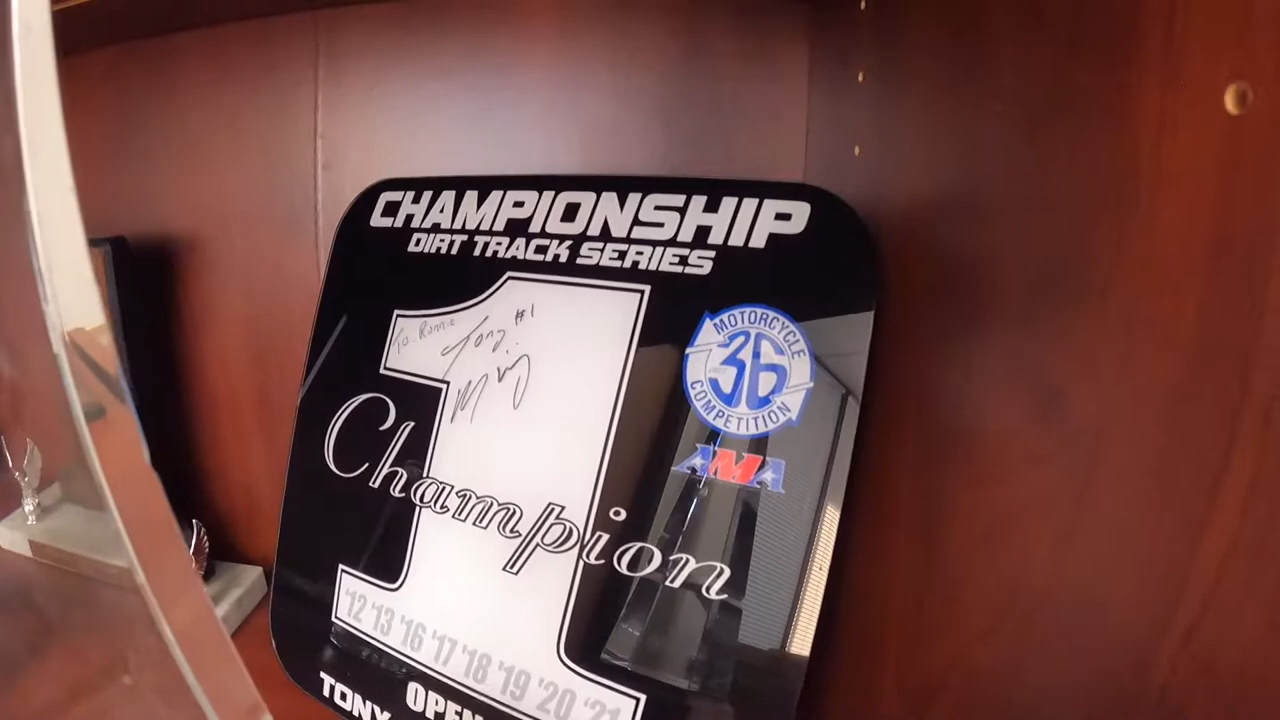 CHAMPIONSHIP
DIRT TRACK SERIES
To: Ronnie
Tony #1
MOTORCYCLE
36
COMPETITION
AMA
Champion
'12 '13 '16 '17 '18 '19 '20 '21
OPEN
TONY